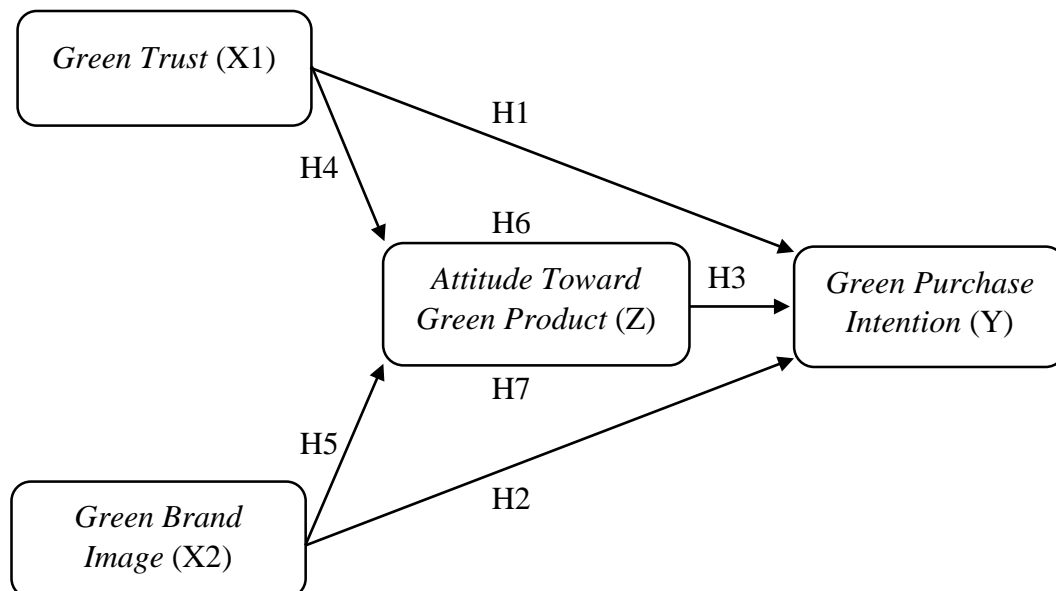 Green Trust (X1)
H1
H4
H6
Attitude Toward
Green Product (Z)
H3
Green Purchase
Intention (Y)
H7
H5
H2
Green Brand
Image (X2)